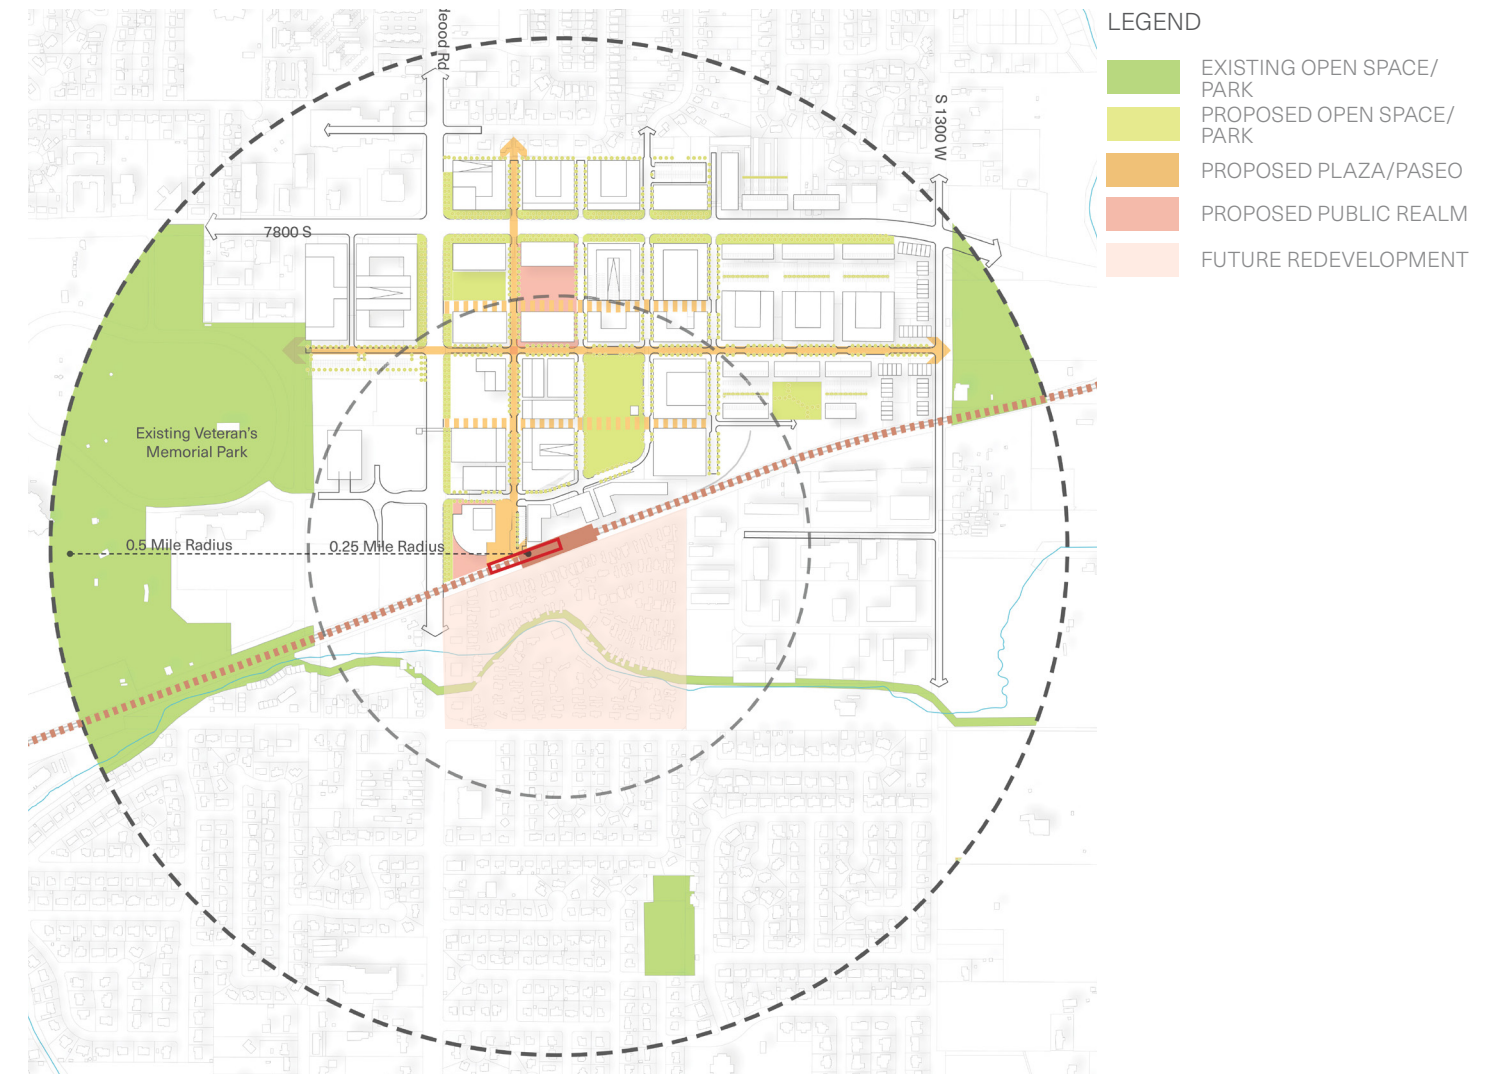 LEGEND
EXISTING OPEN SPACE/
PARK
PROPOSED OPEN SPACE/
PARK
PROPOSED PLAZA/PASEO
PROPOSED PUBLIC REALM
FUTURE REDEVELOPMENT
Rd
S 1300 W
7800 S
Existing Veteran's
Memorial Park
0.5 Mile Radius
0.25 Mile Radius